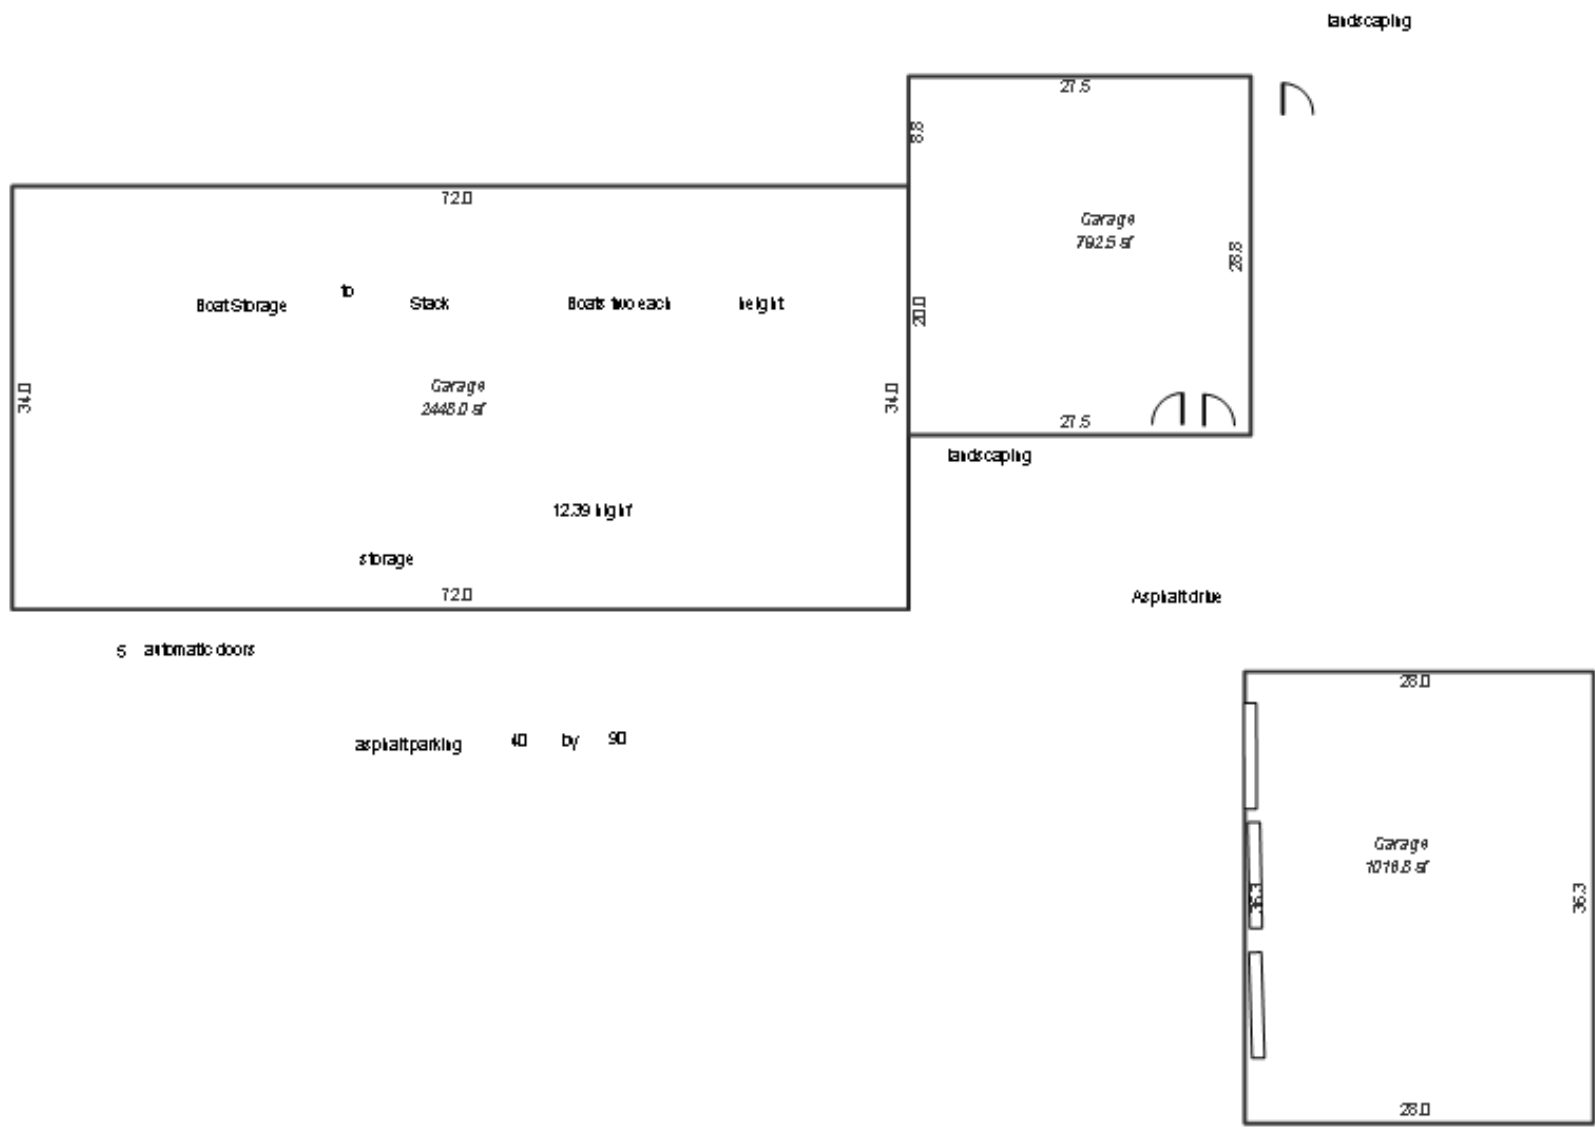 landscaping
27.5
8.8
72.0
Garage
792.5 sf
28.8
Boat Storage to Stack Boats two each height
20.0
34.0
Garage
2448.0 sf
34.0
27.5
landscaping
12.39 high'
storage
72.0
Asphalt drive
5 automatic doors
28.0
asphalt parking 40 by 90
Garage
1016.8 sf
36.3
36.3
28.0